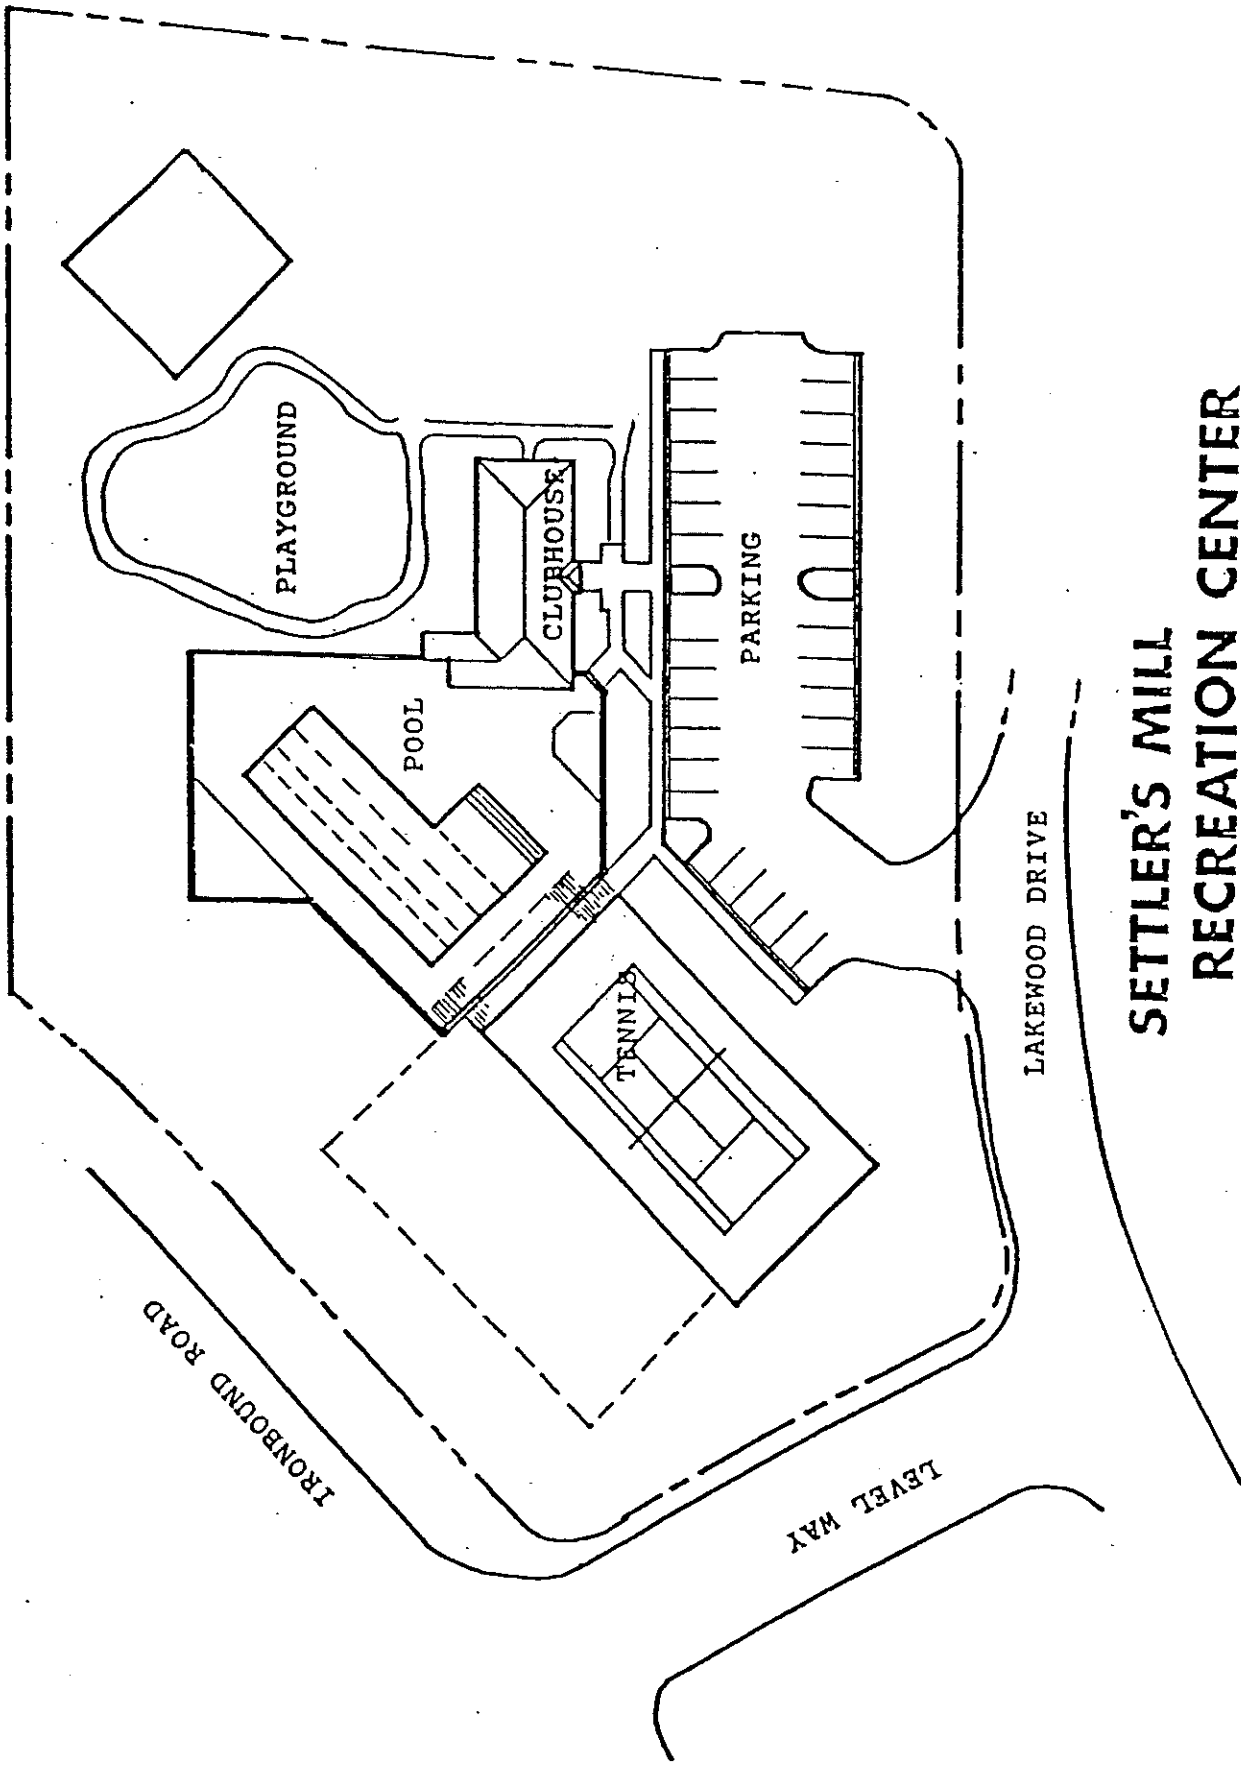 PLAYGROUND
CLUBHOUSE
POOL
PARKING
TENNIS
IRONBOUND ROAD
LEVEL WAY
LAKEWOOD DRIVE
SETTLER'S MILL
RECREATION CENTER